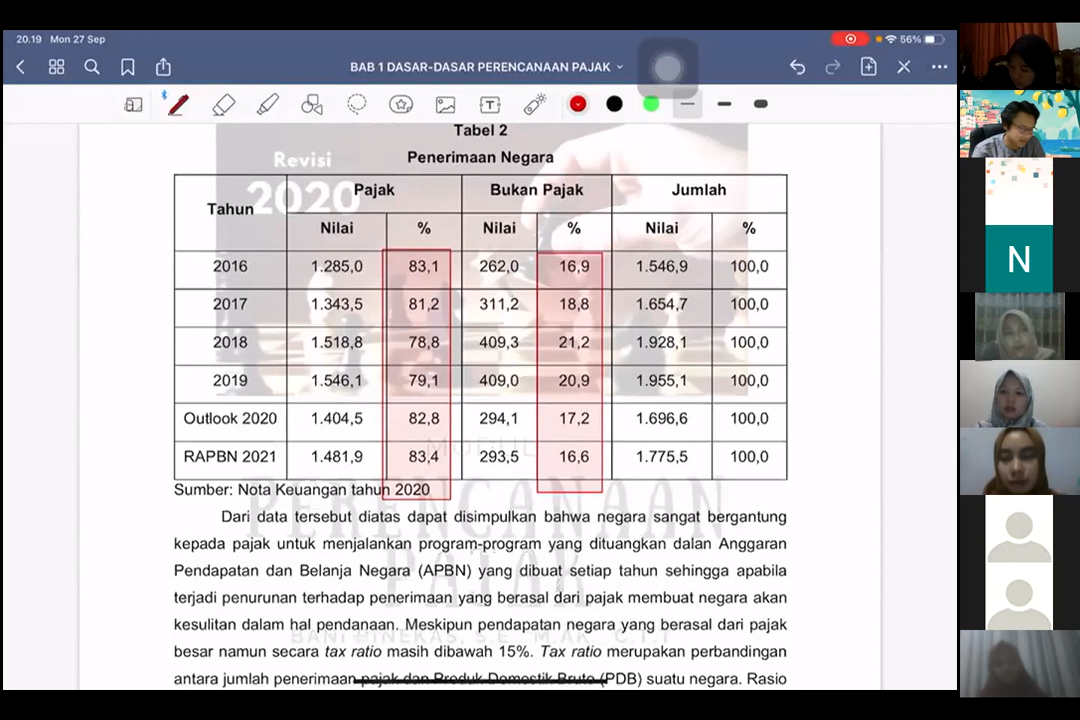 20.19 Mon 27 Sep
56%
BAB 1 DASAR-DASAR PERENCANAAN PAJAK
Tabel 2
Penerimaan Negara
Revisi
2020
Tahun Pajak Bukan Pajak Jumlah
Nilai % Nilai % Nilai %
2016 1.285,0 83,1 262,0 16,9 1.546,9 100,0
2017 1.343,5 81,2 311,2 18,8 1.654,7 100,0
2018 1.518,8 78,8 409,3 21,2 1.928,1 100,0
2019 1.546,1 79,1 409,0 20,9 1.955,1 100,0
Outlook 2020 1.404,5 82,8 294,1 17,2 1.696,6 100,0
RAPBN 2021 1.481,9 83,4 293,5 16,6 1.775,5 100,0
Sumber: Nota Keuangan tahun 2020
MODUL
PERENCANAAN
PAJAK
Dari data tersebut diatas dapat disimpulkan bahwa negara sangat bergantung
kepada pajak untuk menjalankan program-program yang dituangkan dalan Anggaran
Pendapatan dan Belanja Negara (APBN) yang dibuat setiap tahun sehingga apabila
terjadi penurunan terhadap penerimaan yang berasal dari pajak membuat negara akan
kesulitan dalam hal pendanaan. Meskipun pendapatan negara yang berasal dari pajak
BANI BINEKAS, S.E., M.AK., C.T.T
besar namun secara tax ratio masih dibawah 15%. Tax ratio merupakan perbandingan
antara jumlah penerimaan pajak dan Produk Domestik Bruto (PDB) suatu negara. Rasio
N